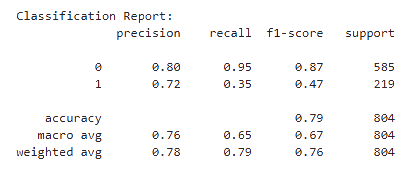 Classification Report:
precision recall f1-score support
0 0.80 0.95 0.87 585
1 0.72 0.35 0.47 219
accuracy 0.79 804
macro avg 0.76 0.65 0.67 804
weighted avg 0.78 0.79 0.76 804